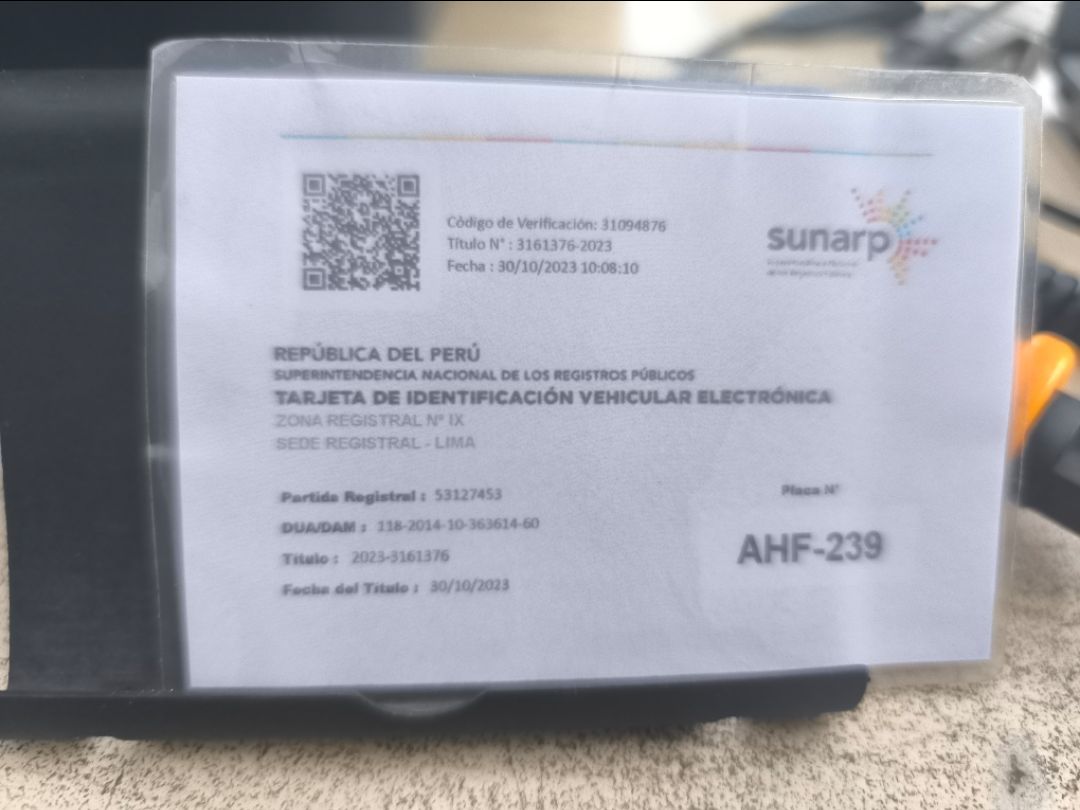 Código de Verificación: 31094876
Título N° : 3161376-2023
Fecha : 30/10/2023 10:08:10
sunarp
REPÚBLICA DEL PERÚ
SUPERINTENDENCIA NACIONAL DE LOS REGISTROS PÚBLICOS
TARJETA DE IDENTIFICACIÓN VEHICULAR ELECTRÓNICA
ZONA REGISTRAL N° IX
SEDE REGISTRAL - LIMA
Partida Registral : 53127453
DUA/DAM : 118-2014-10-363614-60
Titulo : 2023-3161376
Fecha del Titulo : 30/10/2023
Placa N°
AHF-239